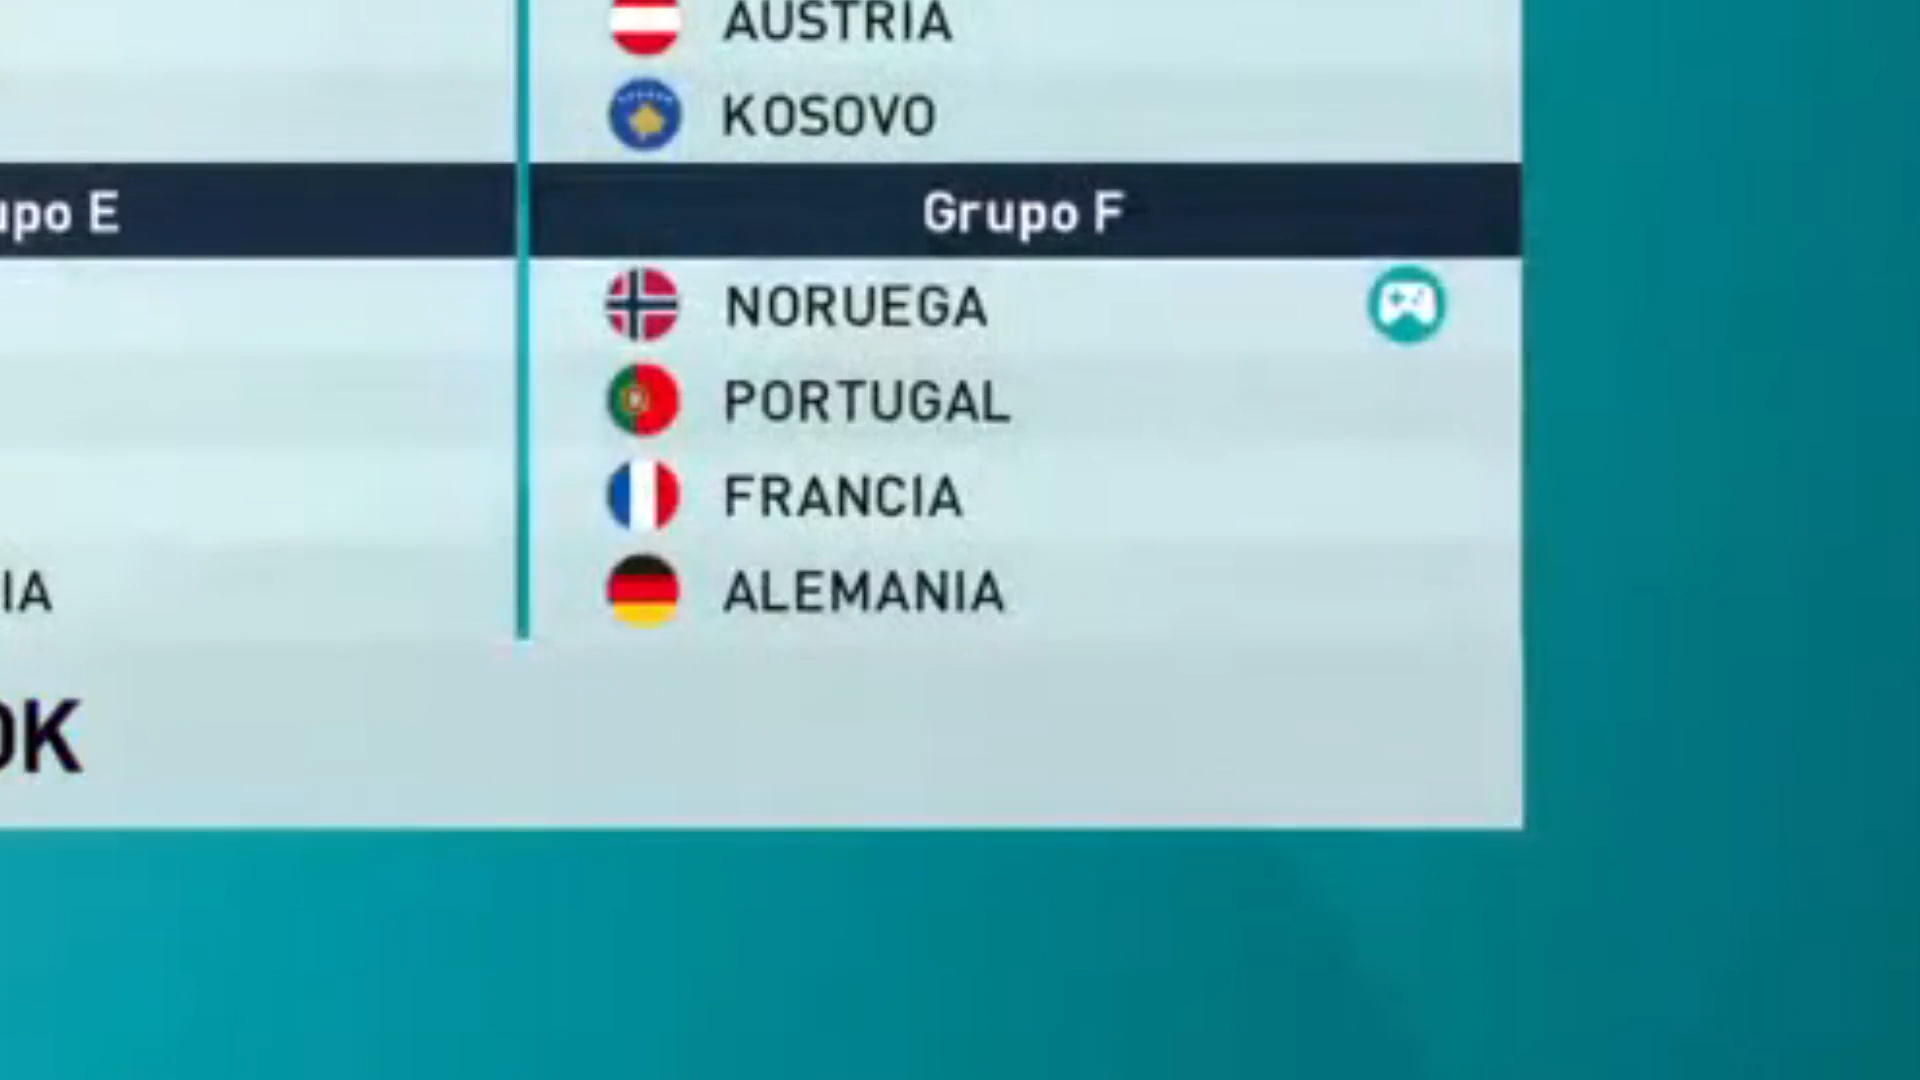 AUSTRIA
KOSOVO
upo E
Grupo F
NORUEGA
PORTUGAL
FRANCIA
IA
ALEMANIA
OK